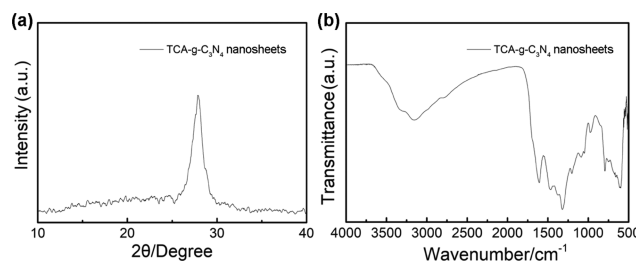 (a)
TCA-g-C₃N₄ nanosheets
Intensity (a.u.)
10 20 30 40
2θ/Degree
(b)
TCA-g-C₃N₄ nanosheets
Transmittance(a.u.)
4000 3500 3000 2500 2000 1500 1000 500
Wavenumber/cm⁻¹